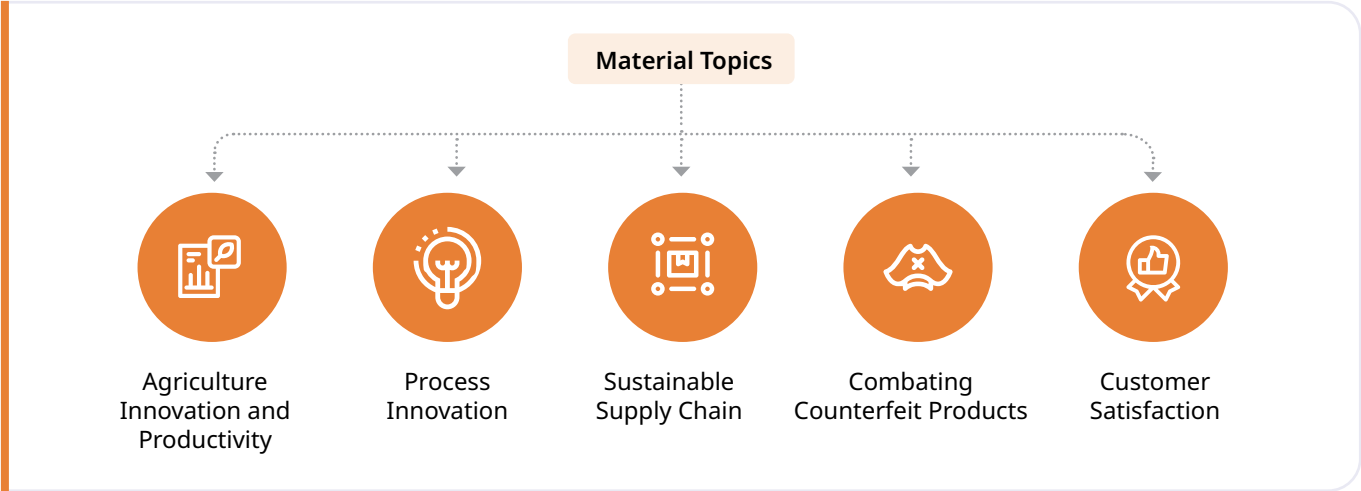 Material Topics
Agriculture
Innovation and
Productivity
Process
Innovation
Sustainable
Supply Chain
Combating
Counterfeit Products
Customer
Satisfaction